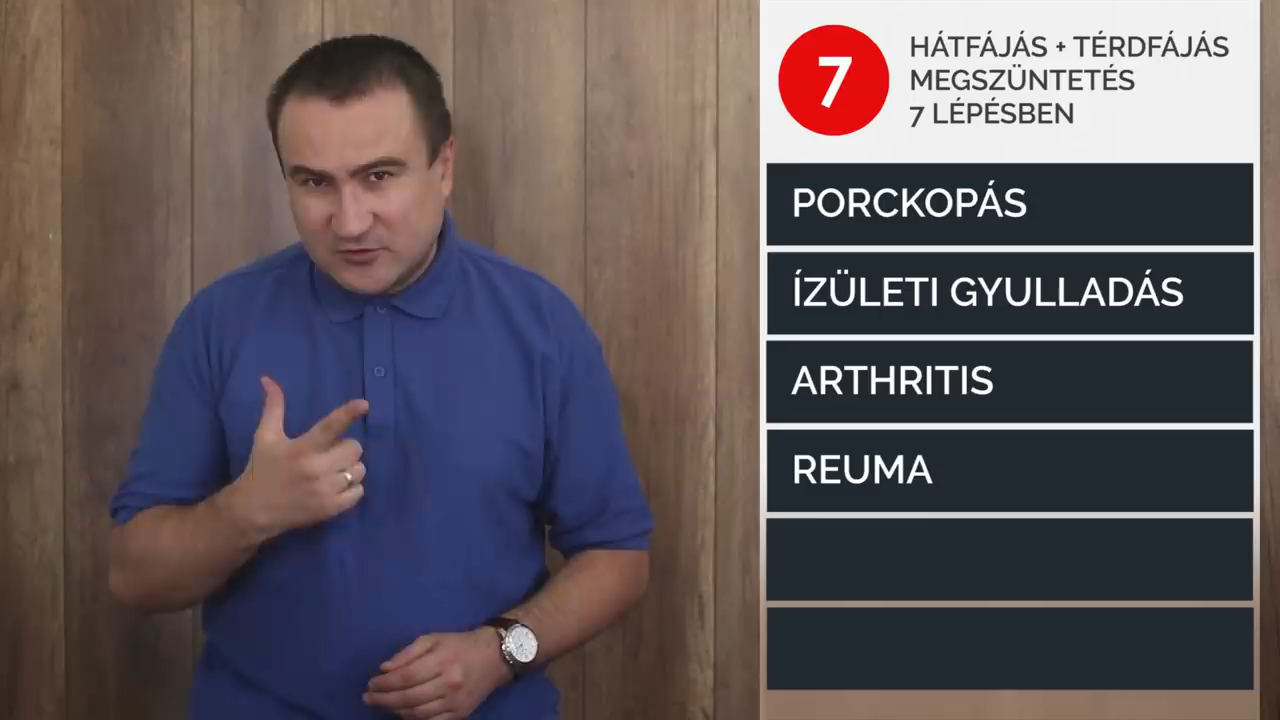 7
HÁTFÁJÁS + TÉRDFÁJÁS
MEGSZÜNTETÉS
7 LÉPÉSBEN
PORCKOPÁS
ÍZÜLETI GYULLADÁS
ARTHRITIS
REUMA